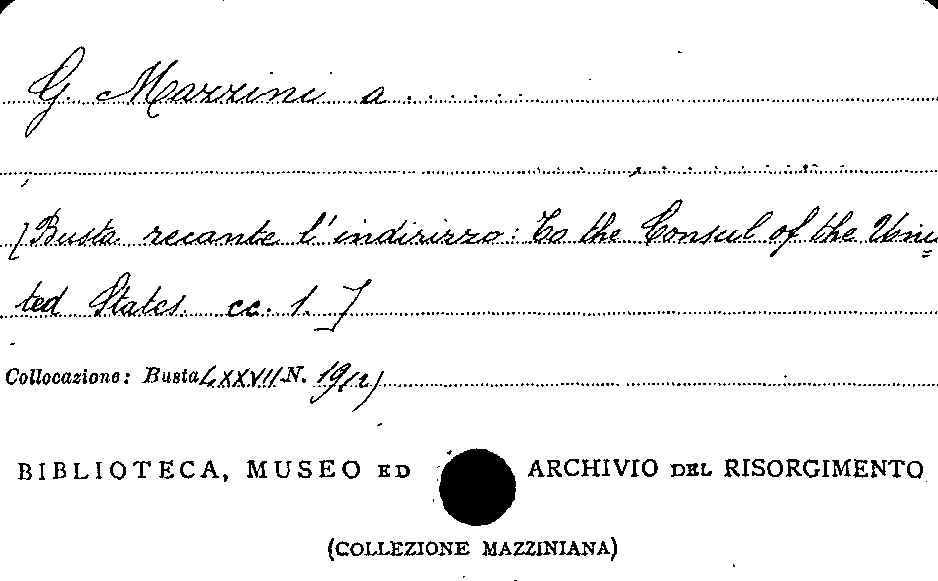 G. Mazzini a . . . . . .
[Busta recante l'indirizzo: To the Consul of the Uni=
ted States. cc. 1.]
Collocazione: Busta LXXVII N. 19(2)
BIBLIOTECA, MUSEO ED ARCHIVIO DEL RISORGIMENTO
(COLLEZIONE MAZZINIANA)